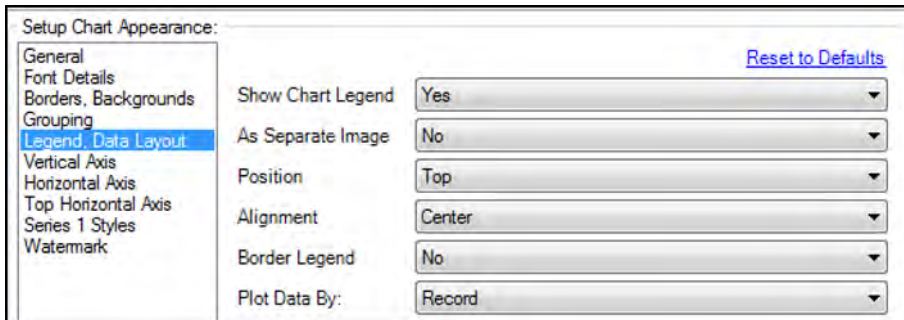 Setup Chart Appearance:
General
Font Details
Borders, Backgrounds
Grouping
Legend, Data Layout
Vertical Axis
Horizontal Axis
Top Horizontal Axis
Series 1 Styles
Watermark
Reset to Defaults
Show Chart Legend Yes
As Separate Image No
Position Top
Alignment Center
Border Legend No
Plot Data By: Record